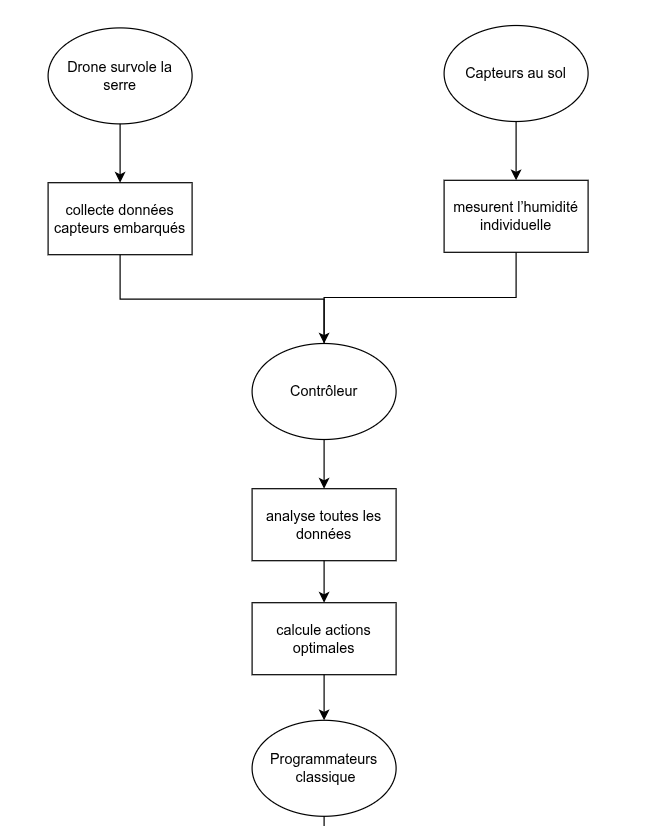 Drone survole la
serre
Capteurs au sol
collecte données
capteurs embarqués
mesurent l'humidité
individuelle
Contrôleur
analyse toutes les
données
calcule actions
optimales
Programmateurs
classique